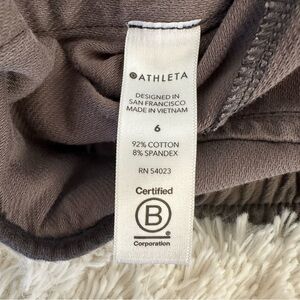 ATHLETA
DESIGNED IN
SAN FRANCISCO
MADE IN VIETNAM
6
92% COTTON
8% SPANDEX
RN 54023
Certified
B
Corporation